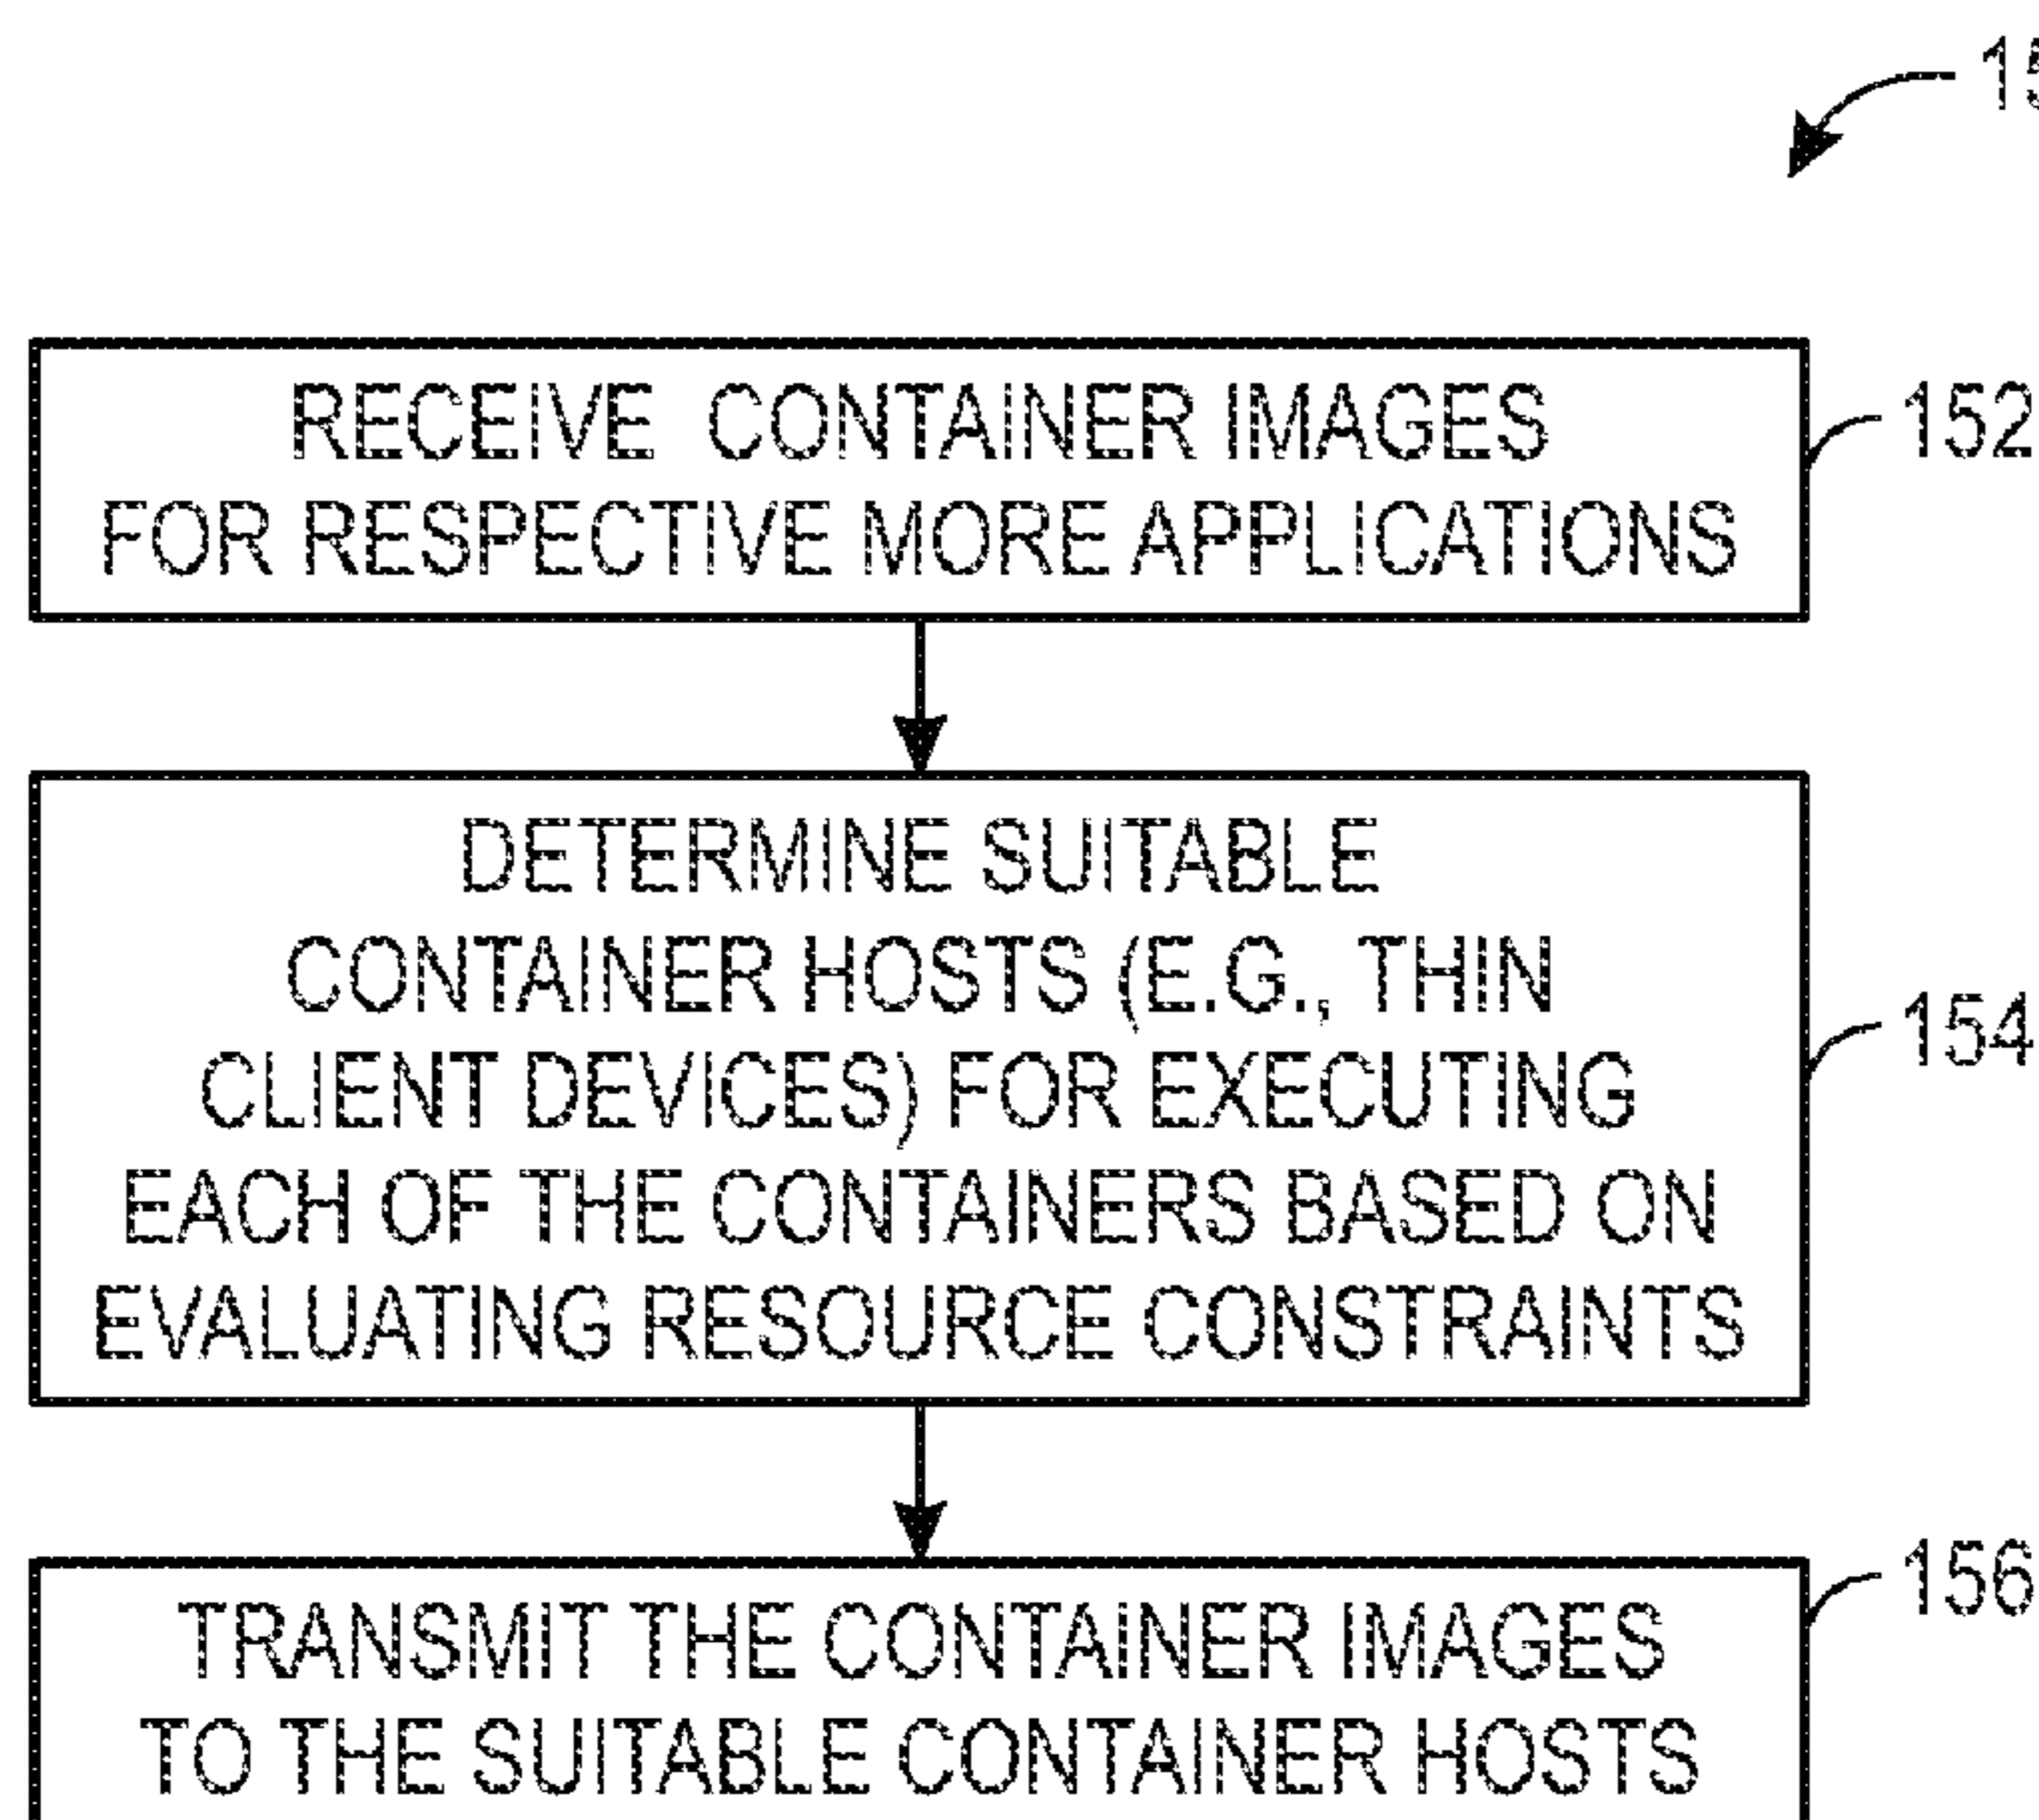 RECEIVE CONTAINER IMAGES
FOR RESPECTIVE MORE APPLICATIONS
152
DETERMINE SUITABLE
CONTAINER HOSTS (E.G., THIN
CLIENT DEVICES) FOR EXECUTING
EACH OF THE CONTAINERS BASED ON
EVALUATING RESOURCE CONSTRAINTS
154
TRANSMIT THE CONTAINER IMAGES
TO THE SUITABLE CONTAINER HOSTS
156